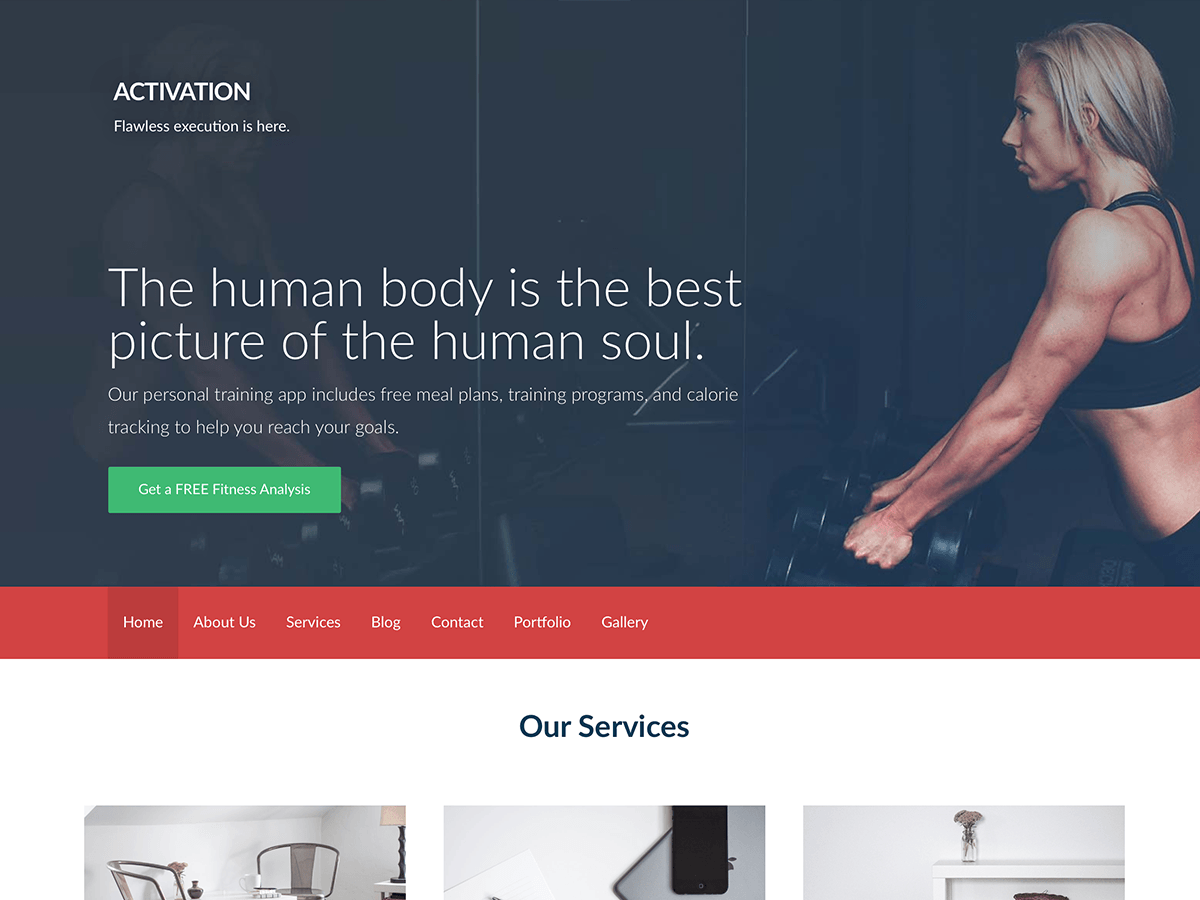 ACTIVATION
Flawless execution is here.
The human body is the best
picture of the human soul.
Our personal training app includes free meal plans, training programs, and calorie
tracking to help you reach your goals.
Get a FREE Fitness Analysis
Home About Us Services Blog Contact Portfolio Gallery
Our Services